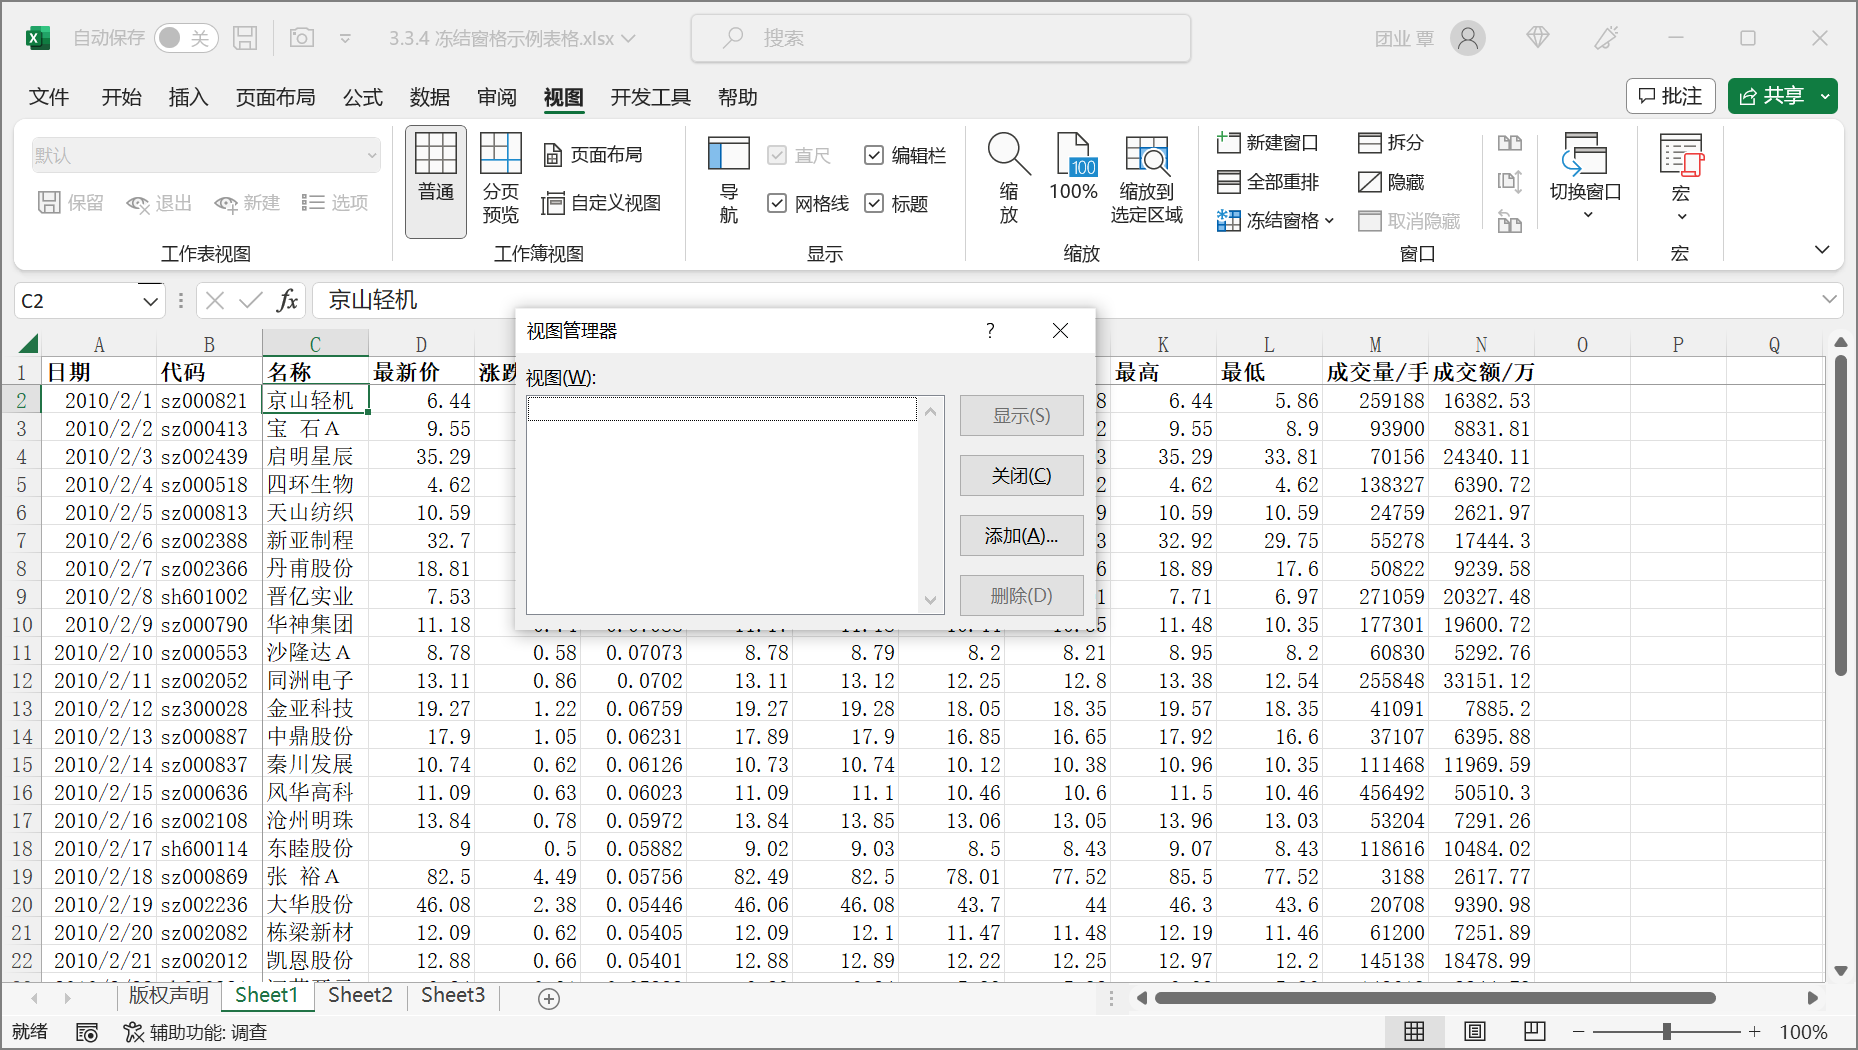 自动保存 关 3.3.4 冻结窗格示例表格.xlsx 搜索 团业 覃
文件 开始 插入 页面布局 公式 数据 审阅 视图 开发工具 帮助 批注 共享
默认
保留 退出 新建 选项
工作表视图
普通 分页预览 页面布局 自定义视图
工作簿视图
导航 直尺 编辑栏 网格线 标题
显示
缩放 100 100% 缩放到选定区域
缩放
新建窗口 拆分
全部重排 隐藏
冻结窗格 取消隐藏
切换窗口
窗口
宏
宏
C2 fx 京山轻机
视图管理器 ?
视图(W):
显示(S)
关闭(C)
添加(A)...
删除(D)
A B C D K L M N O P Q
1 日期 代码 名称 最新价 涨跌 最高 最低 成交量/手 成交额/万
2 2010/2/1 sz000821 京山轻机 6.44 8 6.44 5.86 259188 16382.53
3 2010/2/2 sz000413 宝 石A 9.55 2 9.55 8.9 93900 8831.81
4 2010/2/3 sz002439 启明星辰 35.29 3 35.29 33.81 70156 24340.11
5 2010/2/4 sz000518 四环生物 4.62 2 4.62 4.62 138327 6390.72
6 2010/2/5 sz000813 天山纺织 10.59 9 10.59 10.59 24759 2621.97
7 2010/2/6 sz002388 新亚制程 32.7 3 32.92 29.75 55278 17444.3
8 2010/2/7 sz002366 丹甫股份 18.81 6 18.89 17.6 50822 9239.58
9 2010/2/8 sh601002 晋亿实业 7.53 1 7.71 6.97 271059 20327.48
10 2010/2/9 sz000790 华神集团 11.18 11.48 10.35 177301 19600.72
11 2010/2/10 sz000553 沙隆达A 8.78 0.58 0.07073 8.78 8.79 8.2 8.21 8.95 8.2 60830 5292.76
12 2010/2/11 sz002052 同洲电子 13.11 0.86 0.0702 13.11 13.12 12.25 12.8 13.38 12.54 255848 33151.12
13 2010/2/12 sz300028 金亚科技 19.27 1.22 0.06759 19.27 19.28 18.05 18.35 19.57 18.35 41091 7885.2
14 2010/2/13 sz000887 中鼎股份 17.9 1.05 0.06231 17.89 17.9 16.85 16.65 17.92 16.6 37107 6395.88
15 2010/2/14 sz000837 秦川发展 10.74 0.62 0.06126 10.73 10.74 10.12 10.38 10.96 10.35 111468 11969.59
16 2010/2/15 sz000636 风华高科 11.09 0.63 0.06023 11.09 11.1 10.46 10.6 11.5 10.46 456492 50510.3
17 2010/2/16 sz002108 沧州明珠 13.84 0.78 0.05972 13.84 13.85 13.06 13.05 13.96 13.03 53204 7291.26
18 2010/2/17 sh600114 东睦股份 9 0.5 0.05882 9.02 9.03 8.5 8.43 9.07 8.43 118616 10484.02
19 2010/2/18 sz000869 张 裕A 82.5 4.49 0.05756 82.49 82.5 78.01 77.52 85.5 77.52 3188 2617.77
20 2010/2/19 sz002236 大华股份 46.08 2.38 0.05446 46.06 46.08 43.7 44 46.3 43.6 20708 9390.98
21 2010/2/20 sz002082 栋梁新材 12.09 0.62 0.05405 12.09 12.1 11.47 11.48 12.19 11.46 61200 7251.89
22 2010/2/21 sz002012 凯恩股份 12.88 0.66 0.05401 12.88 12.89 12.22 12.25 12.97 12.2 145138 18478.99
版权声明 Sheet1 Sheet2 Sheet3
就绪 辅助功能: 调查 100%